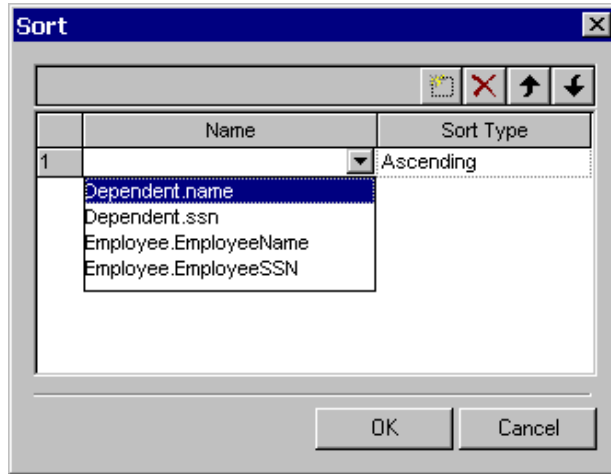 Sort
Name Sort Type
1 Ascending
Dependent.name
Dependent.ssn
Employee.EmployeeName
Employee.EmployeeSSN
OK Cancel